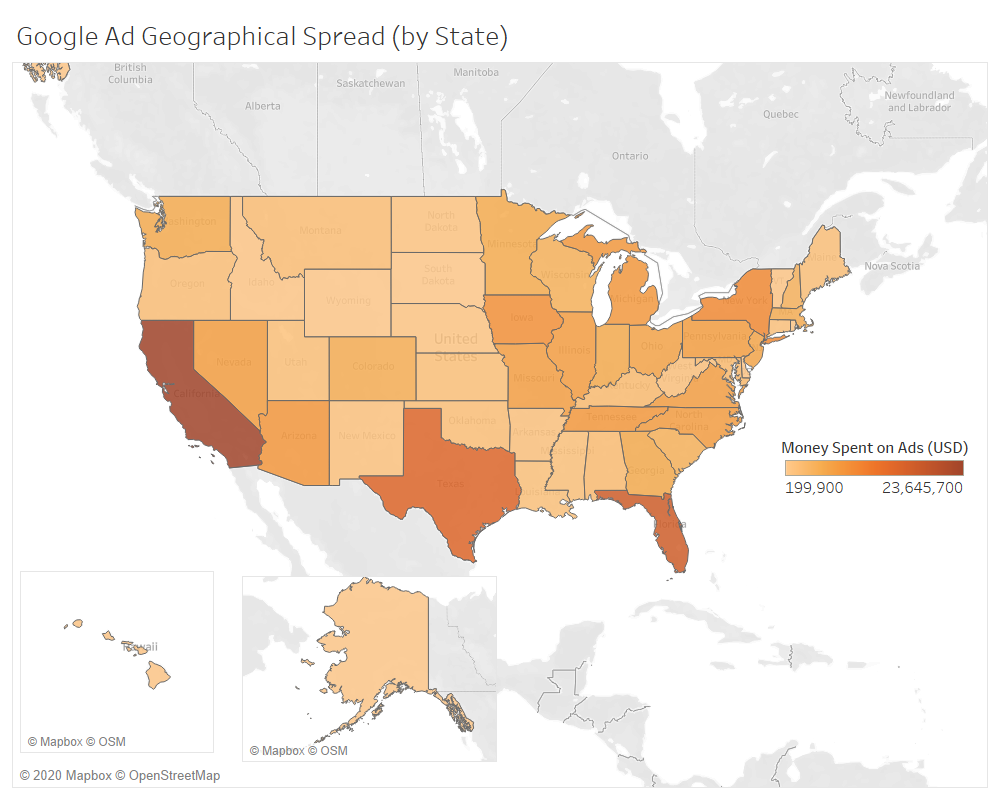 Google Ad Geographical Spread (by State)
British
Columbia
Alberta
Saskatchewan
Manitoba
Ontario
Quebec
Newfoundland
and Labrador
Nova Scotia
Washington
Montana
North
Dakota
Minnesota
Oregon
Idaho
South
Dakota
Wisconsin
Maine
VT
Wyoming
Michigan
New York
Iowa
United
States
Nevada
Utah
Colorado
Illinois
Ohio
Pennsylvania
California
Missouri
Kentucky
Virginia
Arizona
New Mexico
Oklahoma
Arkansas
Tennessee
North
Carolina
Mississippi
Georgia
Texas
Florida
Money Spent on Ads (USD)
199,900 23,645,700
Hawaii
© Mapbox © OSM
© Mapbox © OSM
© 2020 Mapbox © OpenStreetMap